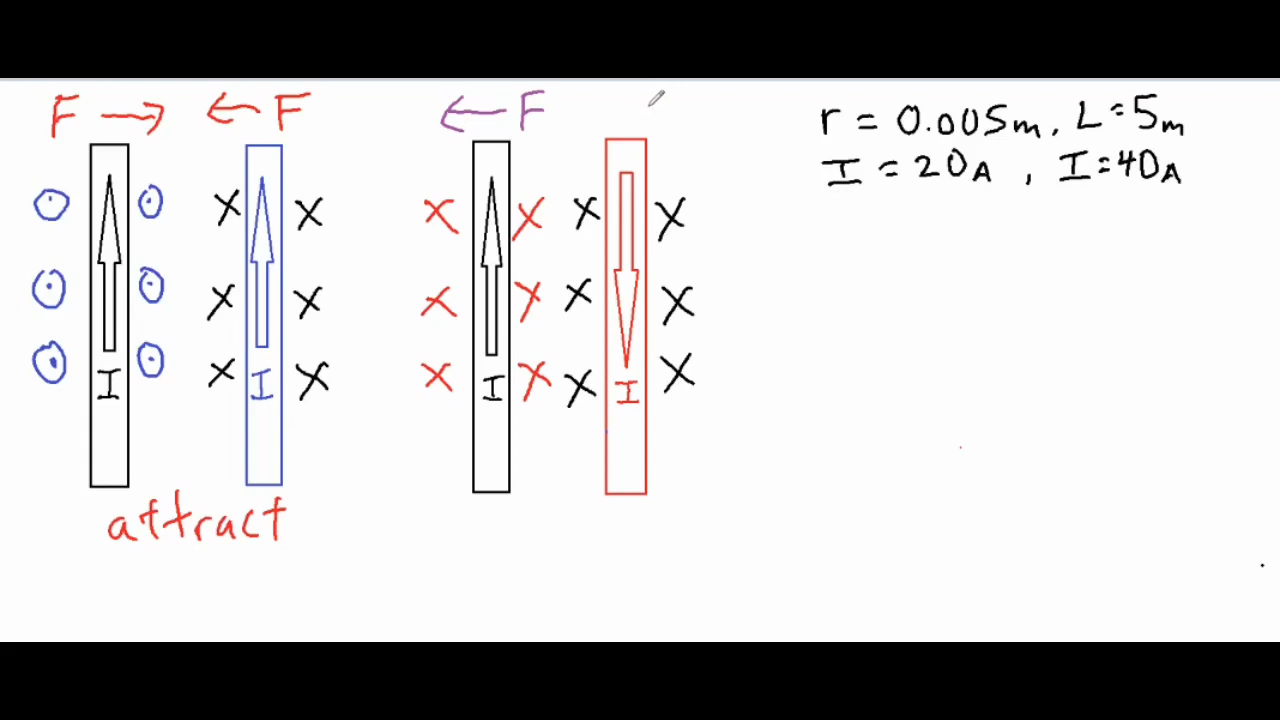 F → ← F
← F
r = 0.005m, L = 5m
I = 20A, I = 40A
X X
X X X X
X X
X X X X
X X
X X X X
I I
I I
attract